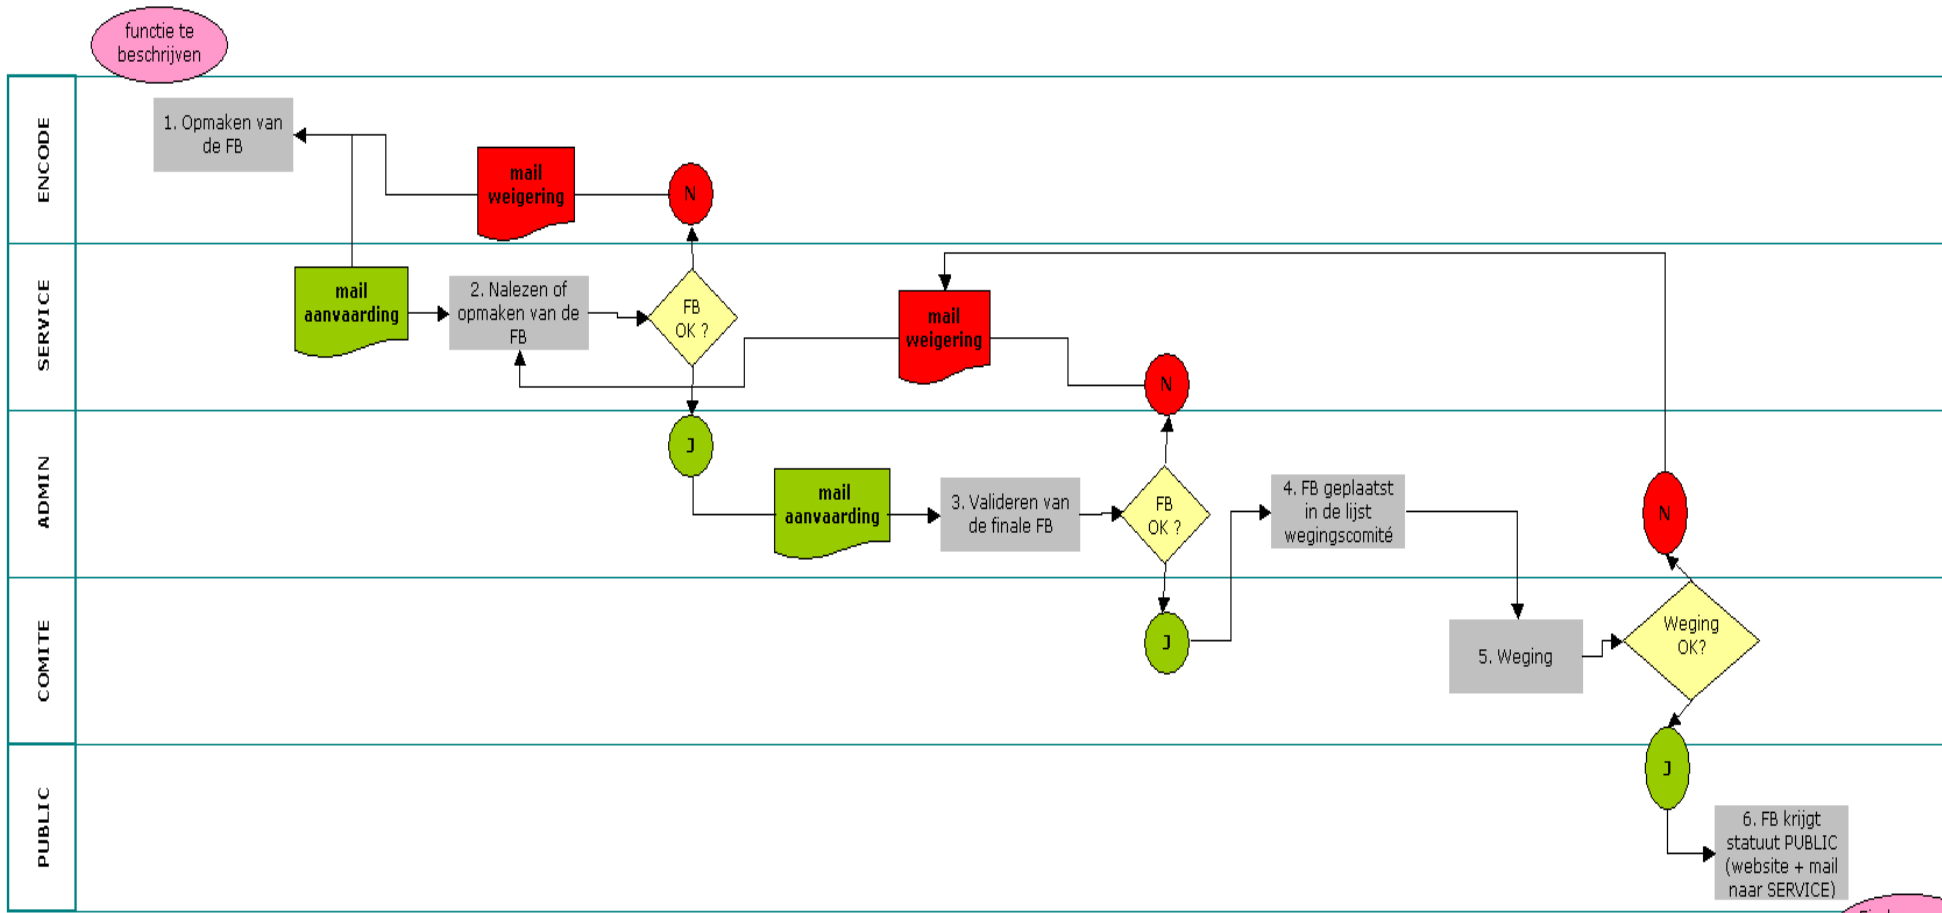 functie te
beschrijven
ENCODE
1. Opmaken van
de FB
mail
weigering
N
SERVICE
mail
aanvaarding
2. Nalezen of
opmaken van de
FB
FB
OK ?
mail
weigering
N
ADMIN
J
mail
aanvaarding
3. Valideren van
de finale FB
FB
OK ?
4. FB geplaatst
in de lijst
wegingscomité
N
COMITE
J
5. Weging
Weging
OK?
PUBLIC
J
6. FB krijgt
statuut PUBLIC
(website + mail
naar SERVICE)